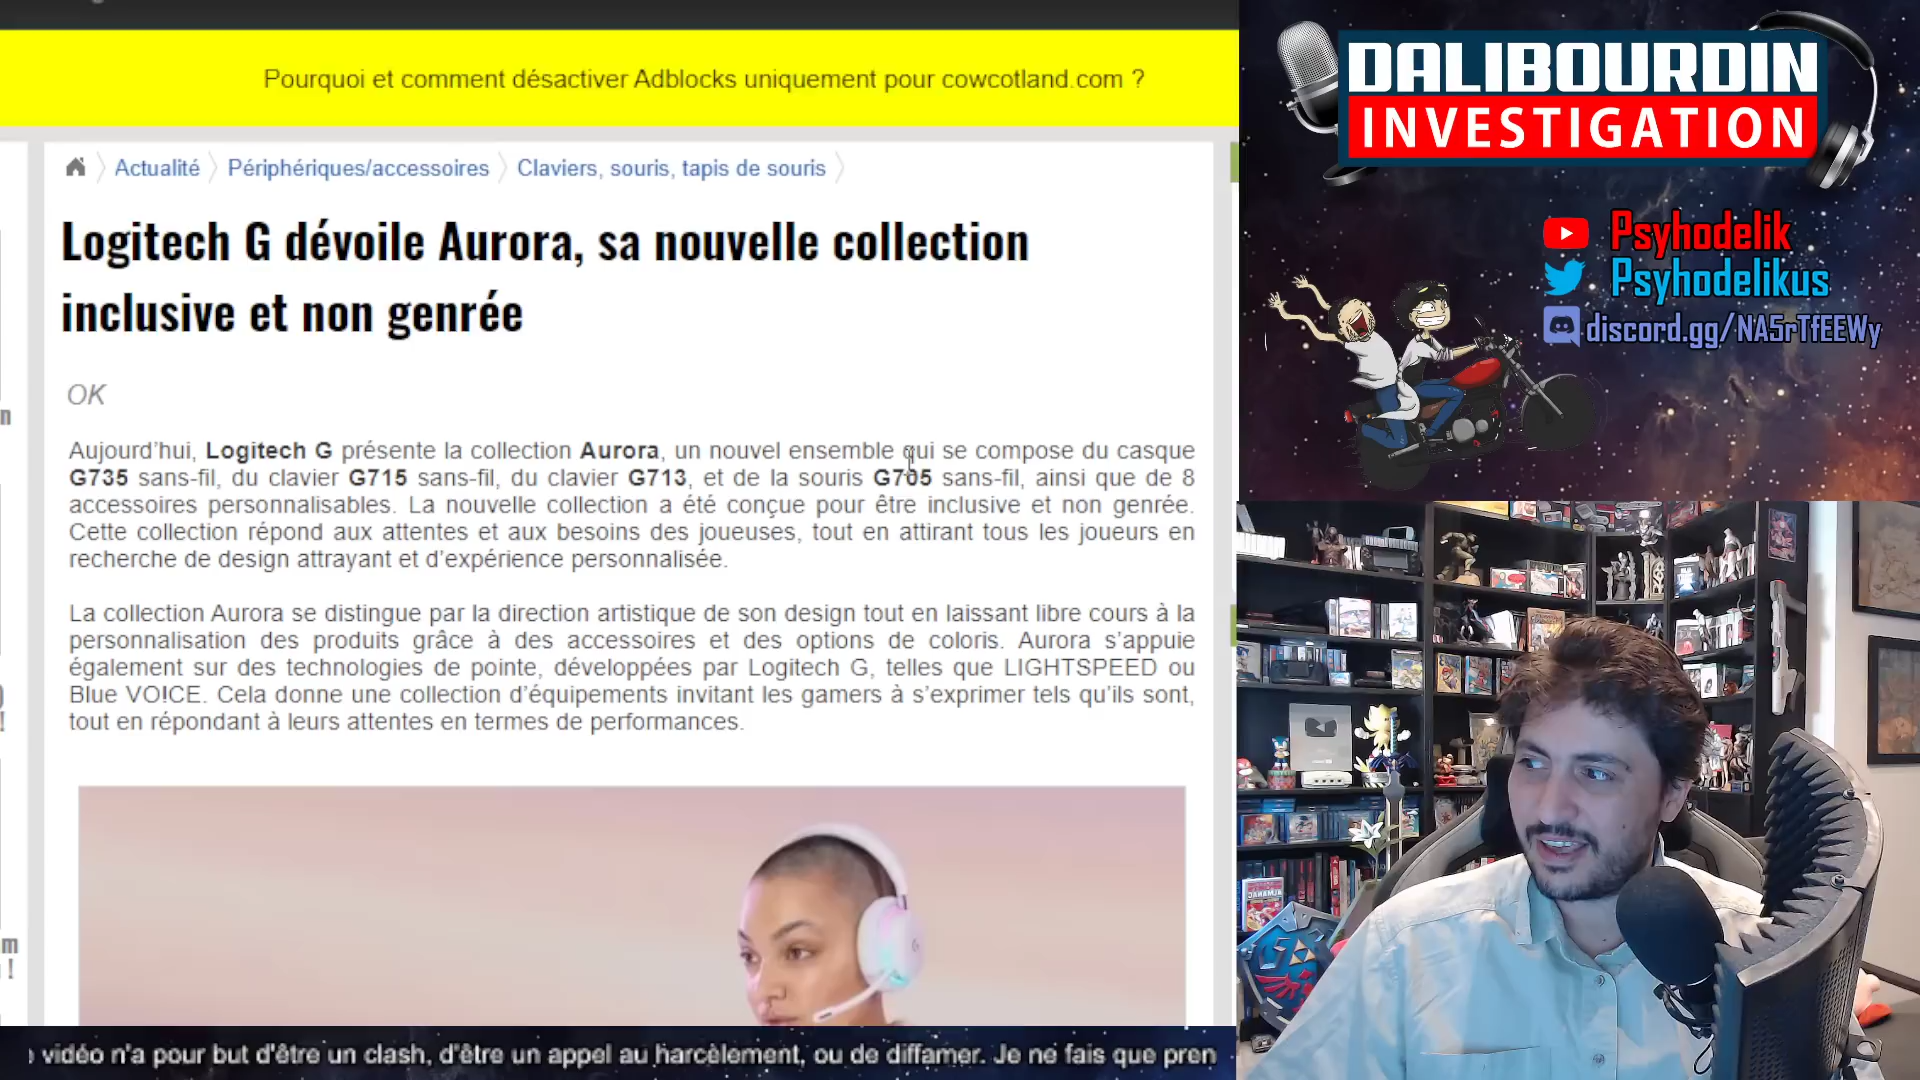 Pourquoi et comment désactiver Adblocks uniquement pour cowcotland.com ?
Actualité
Périphériques/accessoires
Claviers, souris, tapis de souris
Logitech G dévoile Aurora, sa nouvelle collection
inclusive et non genrée
OK
Aujourd'hui, Logitech G présente la collection Aurora, un nouvel ensemble qui se compose du casque
G735 sans-fil, du clavier G715 sans-fil, du clavier G713, et de la souris G705 sans-fil, ainsi que de 8
accessoires personnalisables. La nouvelle collection a été conçue pour être inclusive et non genrée.
Cette collection répond aux attentes et aux besoins des joueuses, tout en attirant tous les joueurs en
recherche de design attrayant et d'expérience personnalisée.
La collection Aurora se distingue par la direction artistique de son design tout en laissant libre cours à la
personnalisation des produits grâce à des accessoires et des options de coloris. Aurora s'appuie
également sur des technologies de pointe, développées par Logitech G, telles que LIGHTSPEED ou
Blue VO!CE. Cela donne une collection d'équipements invitant les gamers à s'exprimer tels qu'ils sont,
tout en répondant à leurs attentes en termes de performances.
DALIBOURDIN
INVESTIGATION
Psyhodelik
Psyhodelikus
discord.gg/NA5rTfEEWy
vidéo n'a pour but d'être un clash, d'être un appel au harcèlement, ou de diffamer. Je ne fais que pren